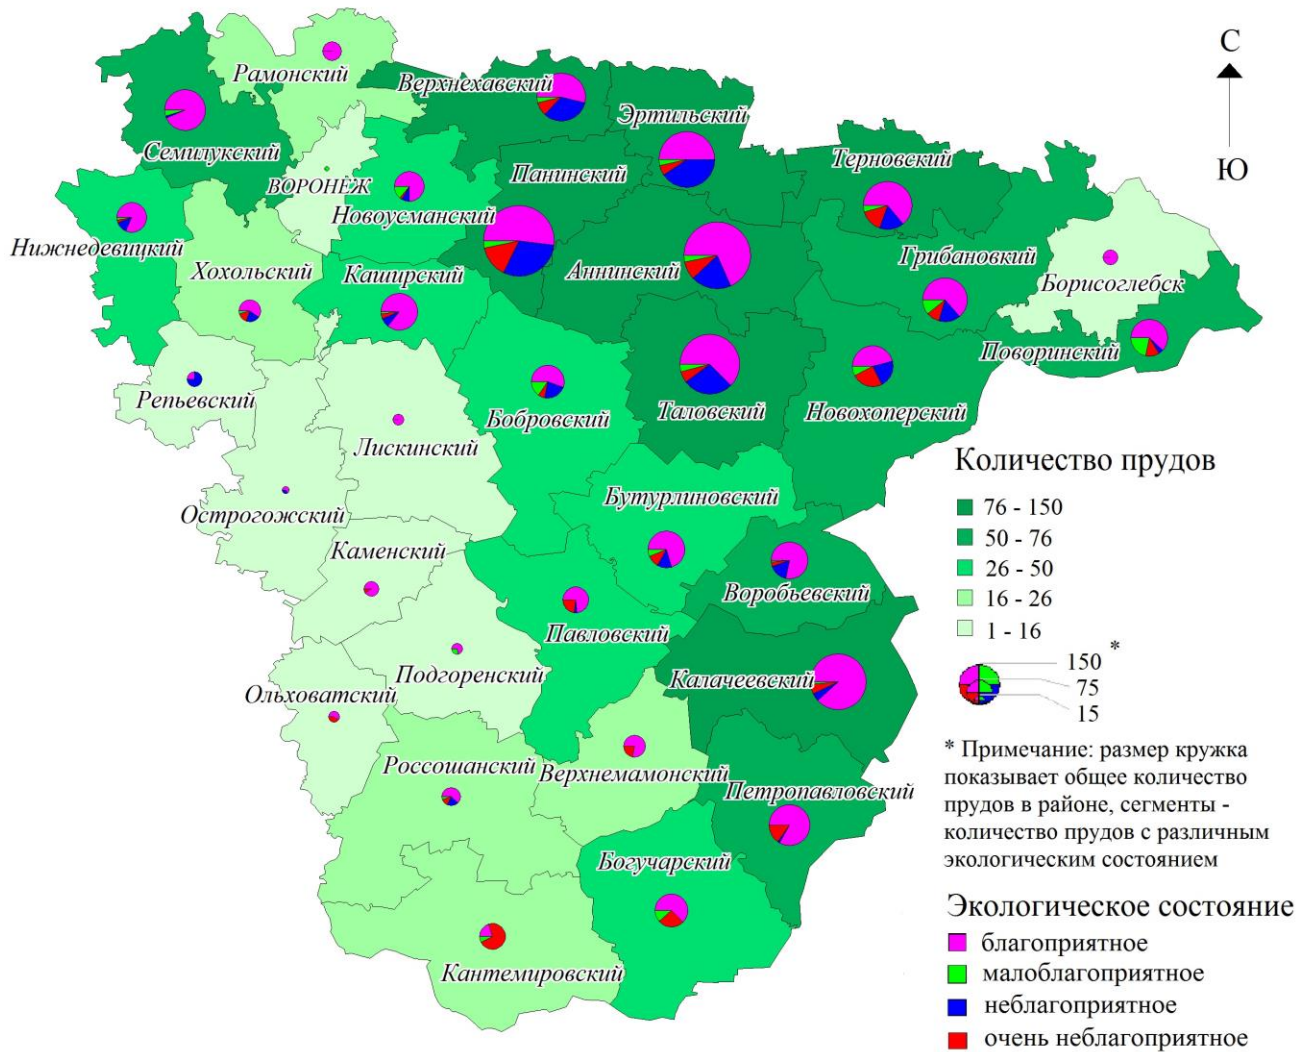 С
Ю
Рамонский
Верхнехавский
Эртильский
Семилукский
Панинский
Терновский
ВОРОНЕЖ
Новоусманский
Нижнедевицкий
Хохольский
Каширский
Аннинский
Грибановкий
Борисоглебск
Поворинский
Репьевский
Лискинский
Бобровский
Таловский
Новохоперский
Острогожский
Бутурлиновский
Каменский
Воробьевский
Павловский
Подгоренский
Калачеевский
Ольховатский
Россошанский
Верхнемамонский
Петропавловский
Богучарский
Кантемировский
Количество прудов
76 - 150
50 - 76
26 - 50
16 - 26
1 - 16
150 *
75
15
* Примечание: размер кружка
показывает общее количество
прудов в районе, сегменты -
количество прудов с различным
экологическим состоянием
Экологическое состояние
благоприятное
малоблагоприятное
неблагоприятное
очень неблагоприятное